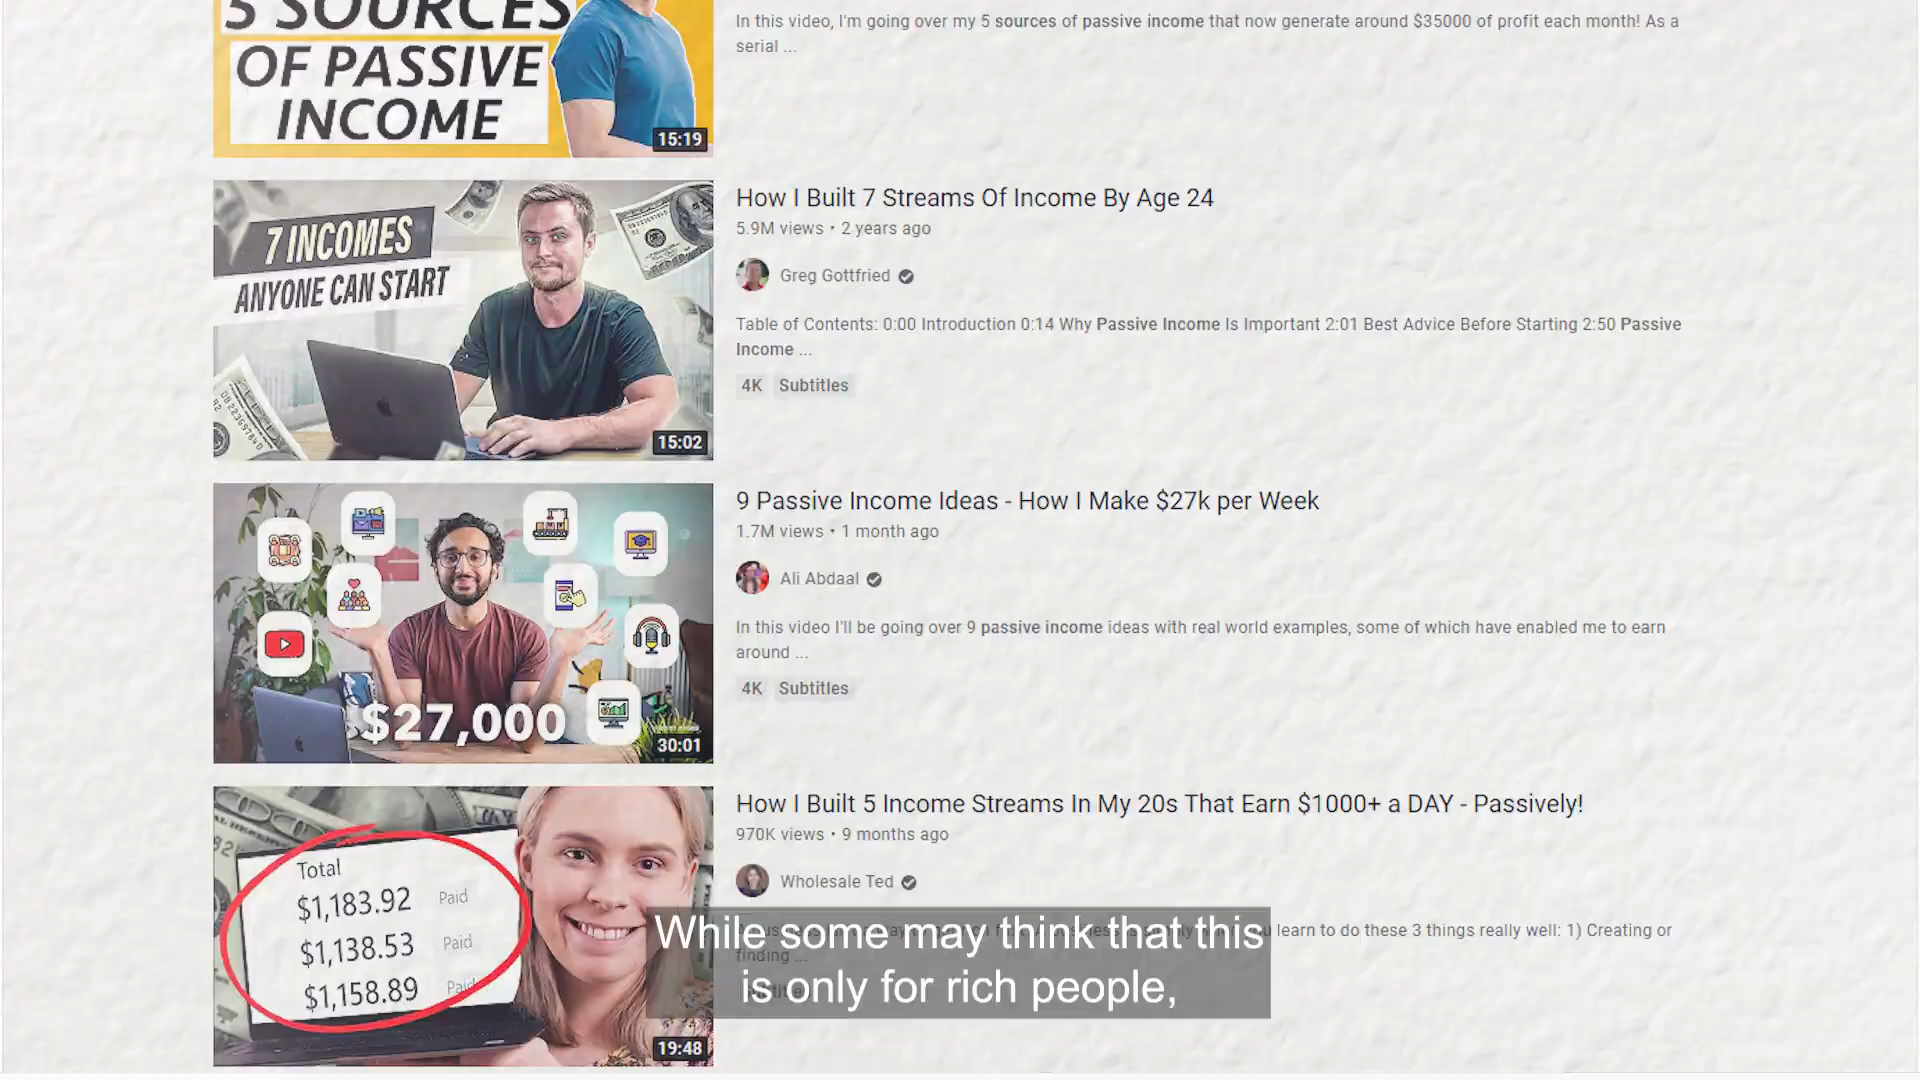 5 SOURCES
OF PASSIVE
INCOME
15:19
In this video, I'm going over my 5 sources of passive income that now generate around $35000 of profit each month! As a
serial ...
7 INCOMES
ANYONE CAN START
15:02
How I Built 7 Streams Of Income By Age 24
5.9M views • 2 years ago
Greg Gottfried
Table of Contents: 0:00 Introduction 0:14 Why Passive Income Is Important 2:01 Best Advice Before Starting 2:50 Passive
Income ...
4K Subtitles
$27,000
30:01
9 Passive Income Ideas - How I Make $27k per Week
1.7M views • 1 month ago
Ali Abdaal
In this video I'll be going over 9 passive income ideas with real world examples, some of which have enabled me to earn
around ...
4K Subtitles
Total
$1,183.92 Paid
$1,138.53 Paid
$1,158.89 Paid
19:48
How I Built 5 Income Streams In My 20s That Earn $1000+ a DAY - Passively!
970K views • 9 months ago
Wholesale Ted
learn to do these 3 things really well: 1) Creating or
finding ...
While some may think that this
is only for rich people,